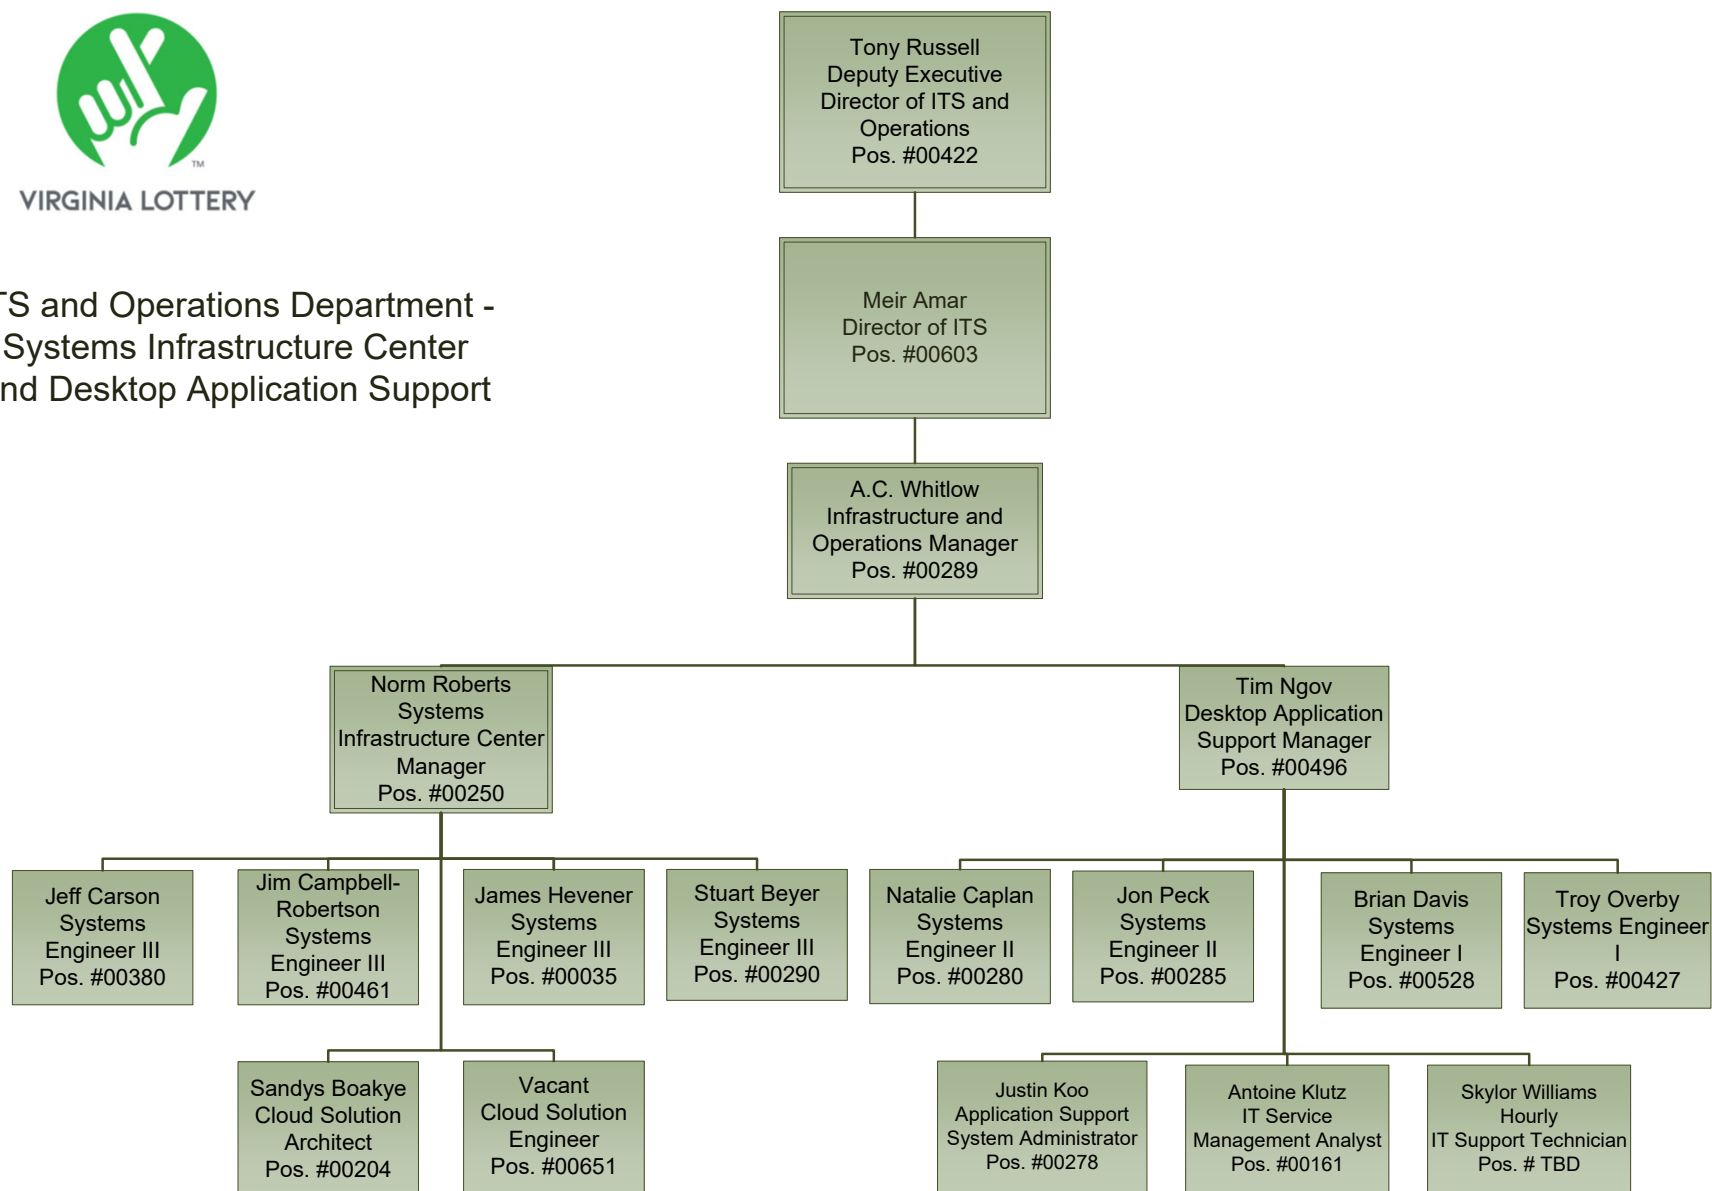 TM
VIRGINIA LOTTERY
TS and Operations Department -
Systems Infrastructure Center
nd Desktop Application Support
Tony Russell
Deputy Executive
Director of ITS and
Operations
Pos. #00422
Meir Amar
Director of ITS
Pos. #00603
A.C. Whitlow
Infrastructure and
Operations Manager
Pos. #00289
Norm Roberts
Systems
Infrastructure Center
Manager
Pos. #00250
Tim Ngov
Desktop Application
Support Manager
Pos. #00496
Jeff Carson
Systems
Engineer III
Pos. #00380
Jim Campbell-
Robertson
Systems
Engineer III
Pos. #00461
James Hevener
Systems
Engineer III
Pos. #00035
Stuart Beyer
Systems
Engineer III
Pos. #00290
Natalie Caplan
Systems
Engineer II
Pos. #00280
Jon Peck
Systems
Engineer II
Pos. #00285
Brian Davis
Systems
Engineer I
Pos. #00528
Troy Overby
Systems Engineer
I
Pos. #00427
Sandys Boakye
Cloud Solution
Architect
Pos. #00204
Vacant
Cloud Solution
Engineer
Pos. #00651
Justin Koo
Application Support
System Administrator
Pos. #00278
Antoine Klutz
IT Service
Management Analyst
Pos. #00161
Skylor Williams
Hourly
IT Support Technician
Pos. # TBD